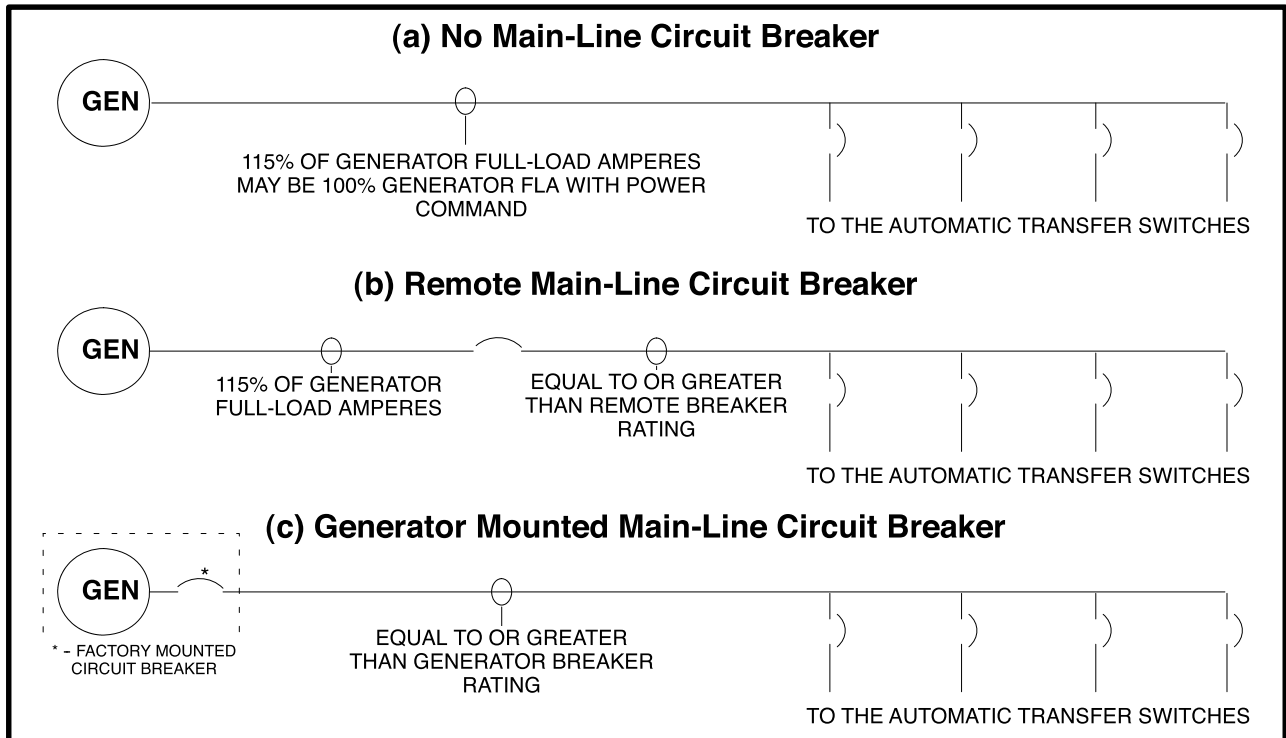 (a) No Main-Line Circuit Breaker
GEN
115% OF GENERATOR FULL-LOAD AMPERES
MAY BE 100% GENERATOR FLA WITH POWER
COMMAND
TO THE AUTOMATIC TRANSFER SWITCHES
(b) Remote Main-Line Circuit Breaker
GEN
115% OF GENERATOR
FULL-LOAD AMPERES
EQUAL TO OR GREATER
THAN REMOTE BREAKER
RATING
TO THE AUTOMATIC TRANSFER SWITCHES
(c) Generator Mounted Main-Line Circuit Breaker
GEN
*
* - FACTORY MOUNTED
CIRCUIT BREAKER
EQUAL TO OR GREATER
THAN GENERATOR BREAKER
RATING
TO THE AUTOMATIC TRANSFER SWITCHES